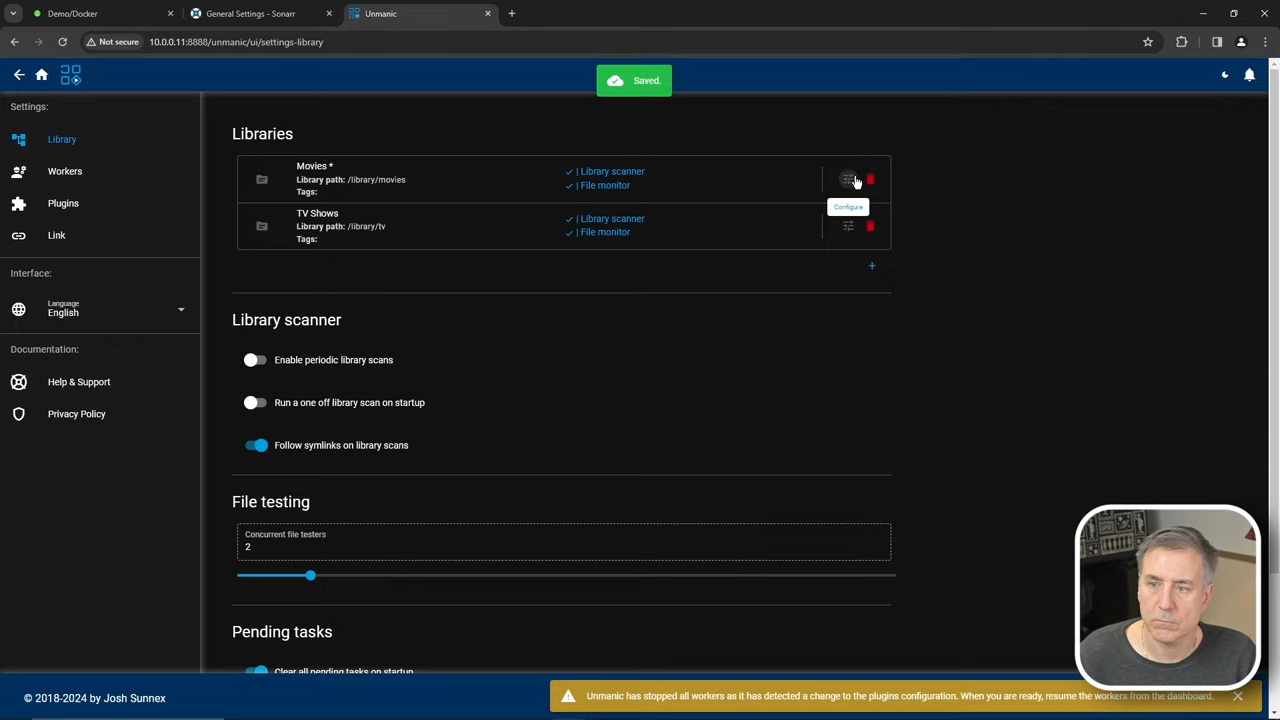 Demo/Docker
General Settings - Sonarr
Unmanic
Not secure
10.0.0.11:8888/unmanic/ui/settings-library
Saved.
Settings:
Library
Workers
Plugins
Link
Interface:
Language
English
Documentation:
Help & Support
Privacy Policy
Libraries
Movies *
Library path: /library/movies
Tags:
| Library scanner
| File monitor
Configure
TV Shows
Library path: /library/tv
Tags:
| Library scanner
| File monitor
+
Library scanner
Enable periodic library scans
Run a one off library scan on startup
Follow symlinks on library scans
File testing
Concurrent file testers
2
Pending tasks
Clear all pending tasks on startup
© 2018-2024 by Josh Sunnex
Unmanic has stopped all workers as it has detected a change to the plugins configuration. When you are ready, resume the workers from the dashboard.